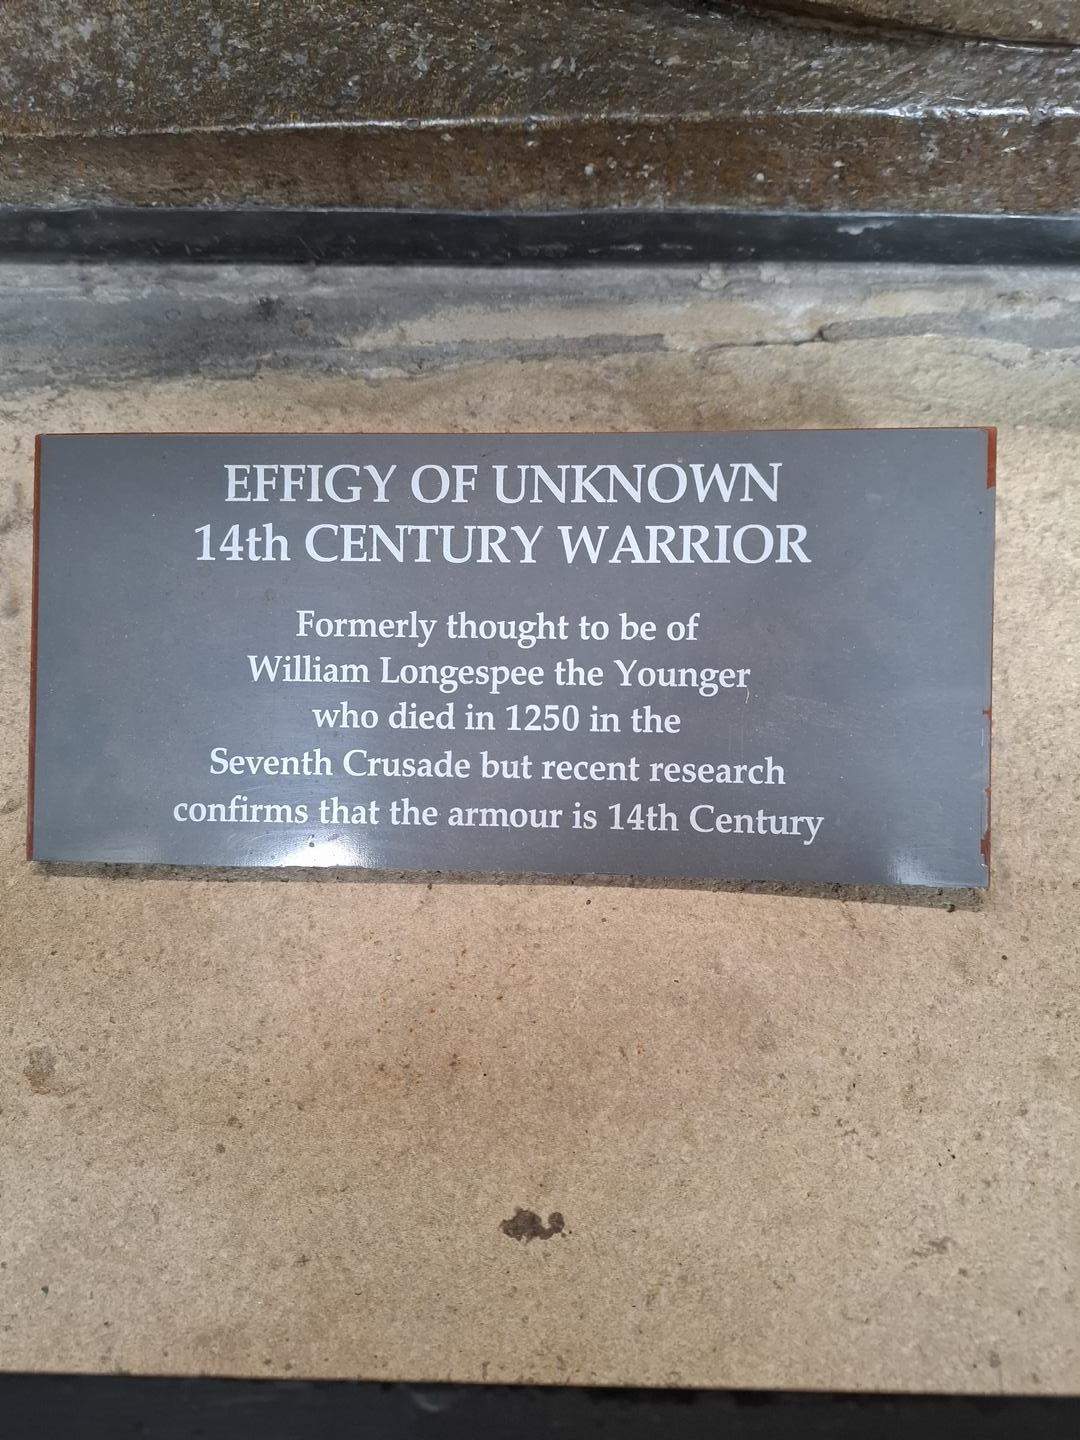 EFFIGY OF UNKNOWN
14th CENTURY WARRIOR
Formerly thought to be of
William Longespee the Younger
who died in 1250 in the
Seventh Crusade but recent research
confirms that the armour is 14th Century